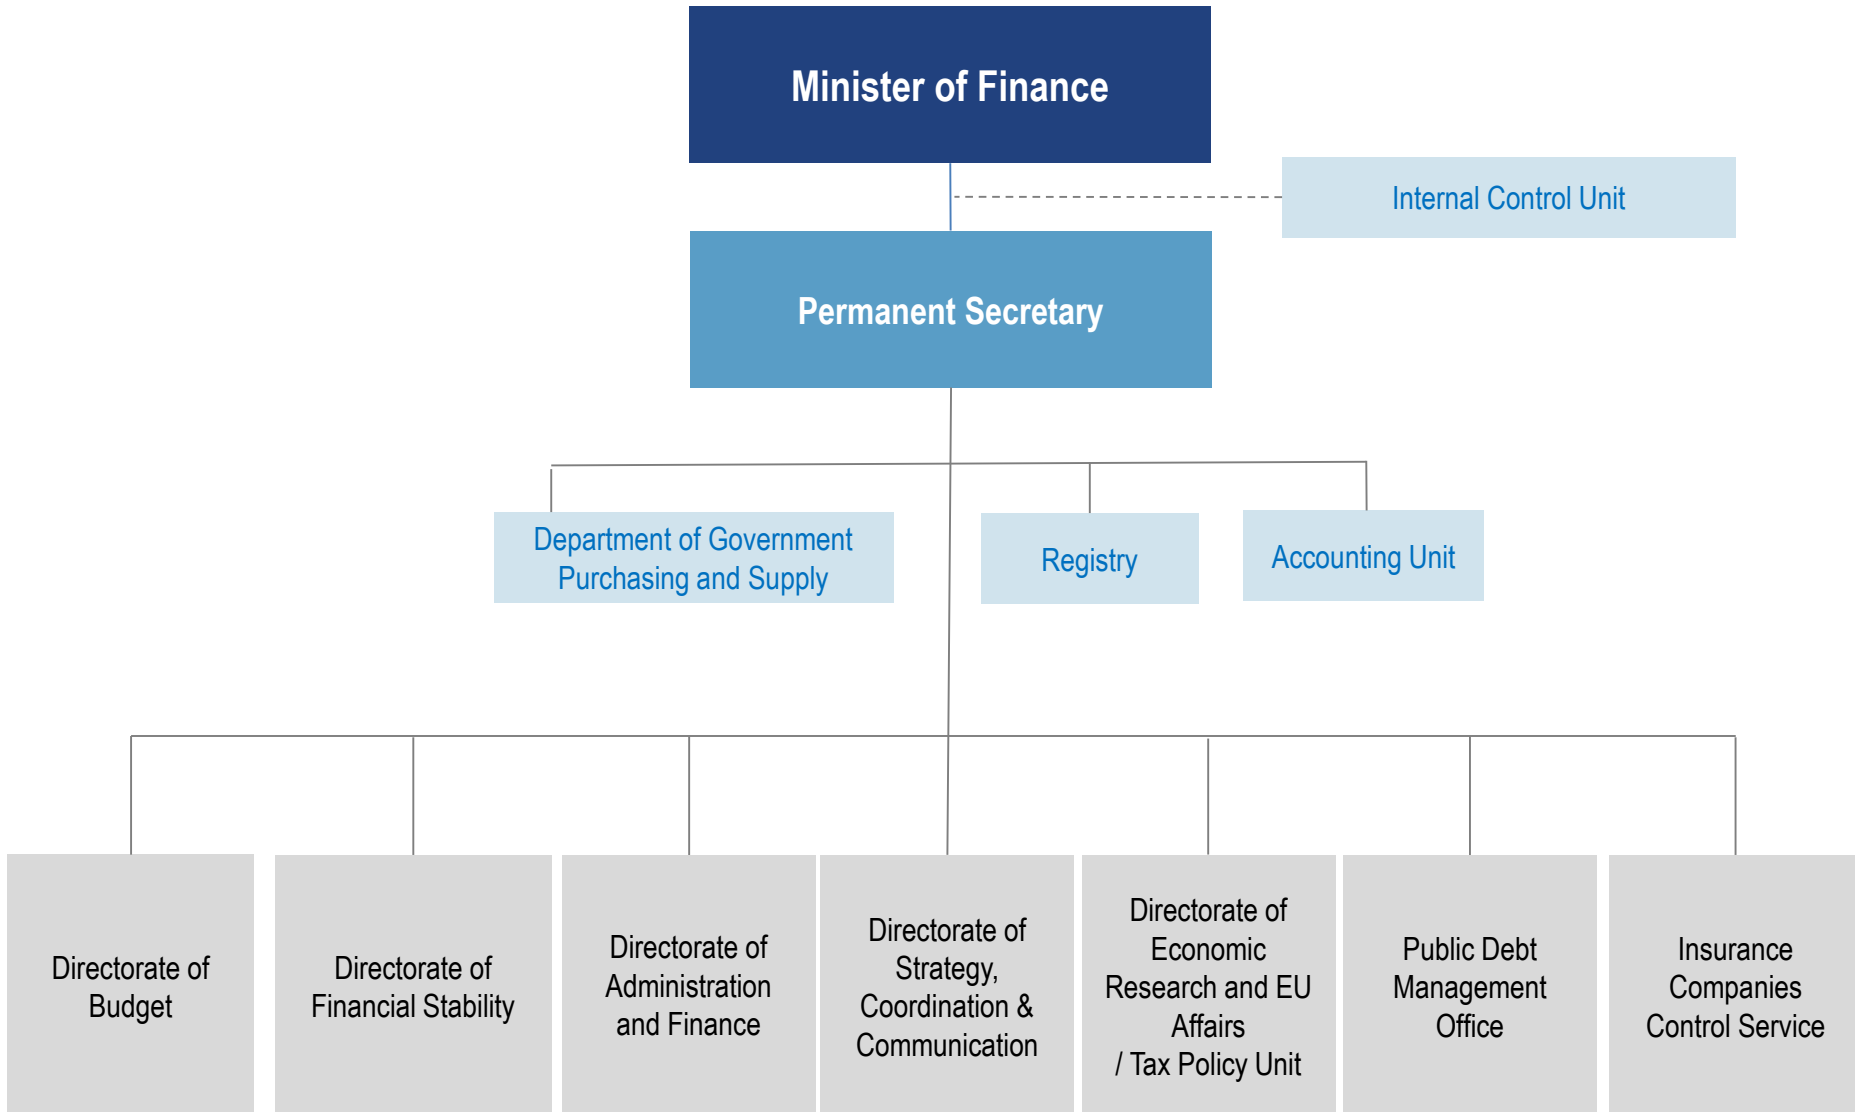 Minister of Finance
Internal Control Unit
Permanent Secretary
Department of Government
Purchasing and Supply
Registry
Accounting Unit
Directorate of
Budget
Directorate of
Financial Stability
Directorate of
Administration
and Finance
Directorate of
Strategy,
Coordination &
Communication
Directorate of
Economic
Research and EU
Affairs
/ Tax Policy Unit
Public Debt
Management
Office
Insurance
Companies
Control Service